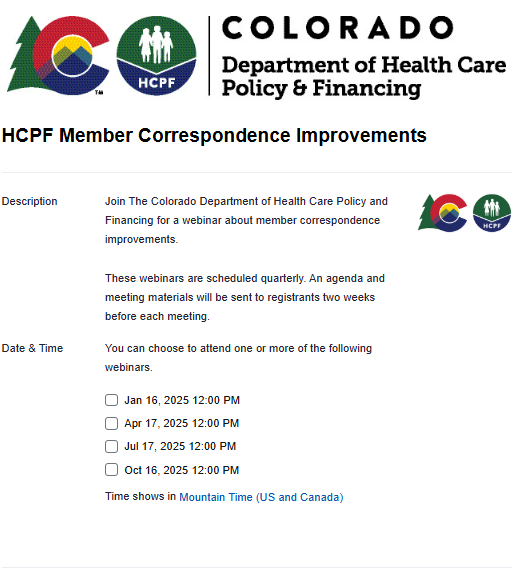 COLORADO
Department of Health Care
Policy & Financing
HCPF
TM
HCPF Member Correspondence Improvements
Description
Join The Colorado Department of Health Care Policy and
Financing for a webinar about member correspondence
improvements.
HCPF
These webinars are scheduled quarterly. An agenda and
meeting materials will be sent to registrants two weeks
before each meeting.
Date & Time
You can choose to attend one or more of the following
webinars.
Jan 16, 2025 12:00 PM
Apr 17, 2025 12:00 PM
Jul 17, 2025 12:00 PM
Oct 16, 2025 12:00 PM
Time shows in Mountain Time (US and Canada)